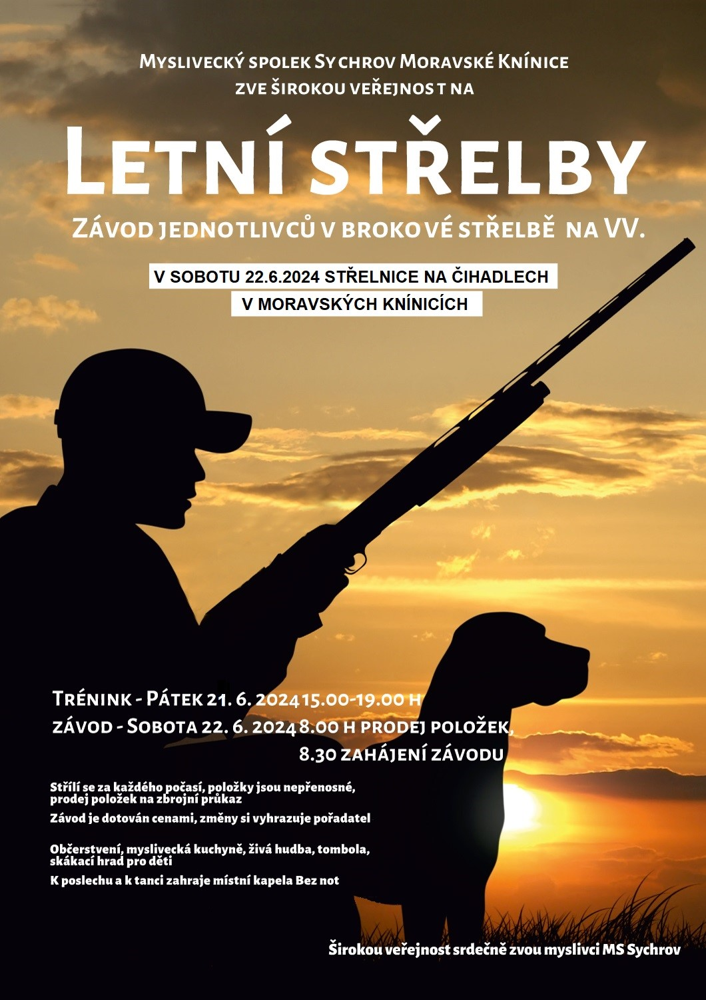 Myslivecký spolek Sychrov Moravské Knínice
zve širokou veřejnost na
Letní střelby
Závod jednotlivců v brokové střelbě na VV.
V SOBOTU 22.6.2024 STŘELNICE NA ČIHADLECH
V MORAVSKÝCH KNÍNICÍCH
Trénink - Pátek 21. 6. 2024 15.00-19.00 h
závod - Sobota 22. 6. 2024 8.00 h prodej položek,
8.30 zahájení závodu
Střílí se za každého počasí, položky jsou nepřenosné,
prodej položek na zbrojní průkaz
Závod je dotován cenami, změny si vyhrazuje pořadatel
Občerstvení, myslivecká kuchyně, živá hudba, tombola,
skákací hrad pro děti
K poslechu a k tanci zahraje místní kapela Bez not
Širokou veřejnost srdečně zvou myslivci MS Sychrov